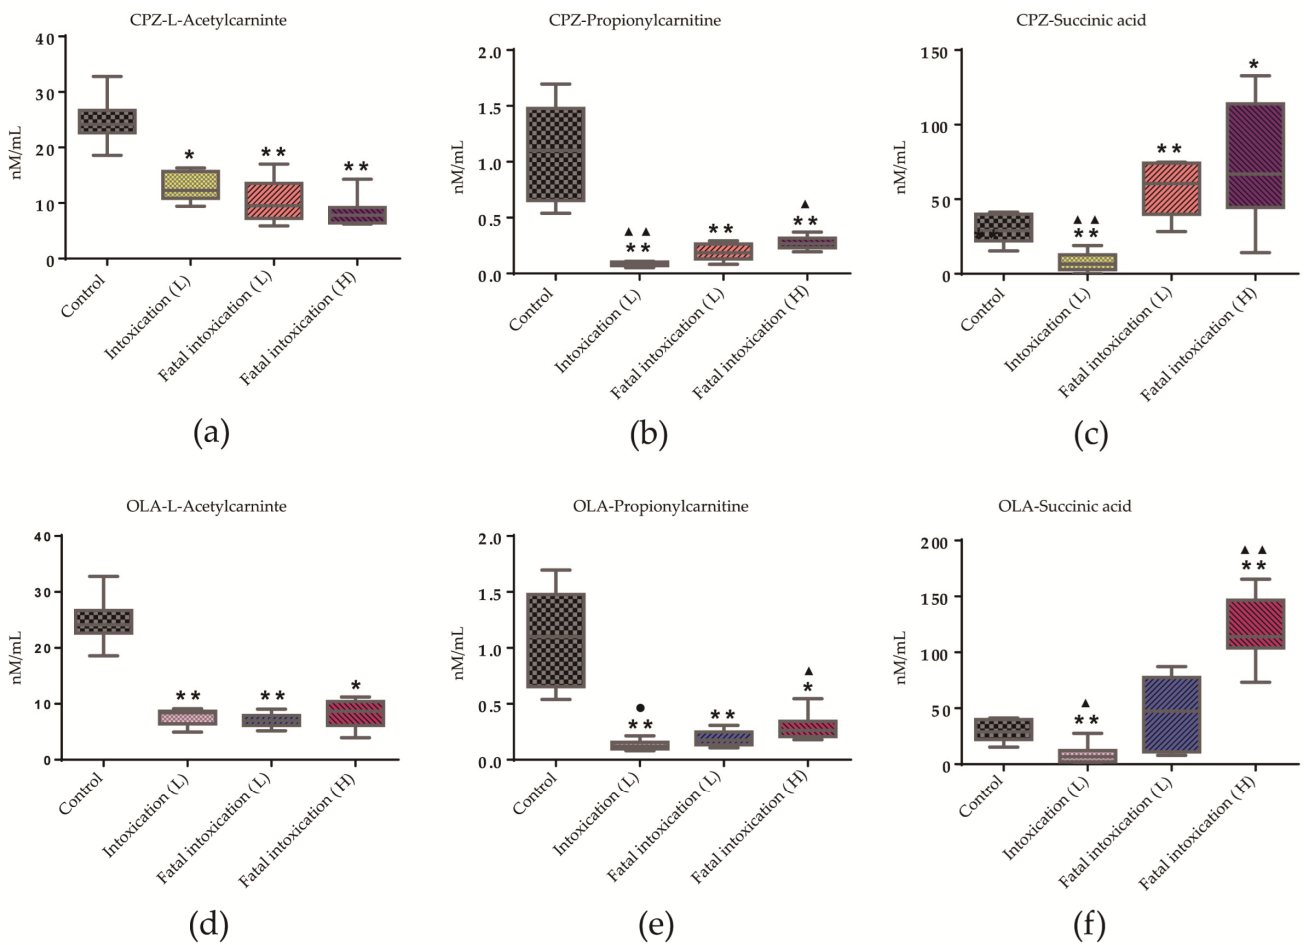 CPZ-L-Acetylcarninte
40
30
20
10
0
nM/mL
*
* *
* *
Control
Intoxication (L)
Fatal intoxication (L)
Fatal intoxication (H)
(a)
CPZ-Propionylcarnitine
2.0
1.5
1.0
0.5
0.0
nM/mL
▲ ▲
* *
* *
▲
* *
Control
Intoxication (L)
Fatal intoxication (L)
Fatal intoxication (H)
(b)
CPZ-Succinic acid
150
100
50
0
nM/mL
* *
▲ ▲
* *
* *
*
Control
Intoxication (L)
Fatal intoxication (L)
Fatal intoxication (H)
(c)
OLA-L-Acetylcarninte
40
30
20
10
0
nM/mL
* *
* *
*
Control
Intoxication (L)
Fatal intoxication (L)
Fatal intoxication (H)
(d)
OLA-Propionylcarnitine
2.0
1.5
1.0
0.5
0.0
nM/mL
●
* *
* *
▲
*
Control
Intoxication (L)
Fatal intoxication (L)
Fatal intoxication (H)
(e)
OLA-Succinic acid
200
150
100
50
0
nM/mL
▲
* *
▲ ▲
* *
Control
Intoxication (L)
Fatal intoxication (L)
Fatal intoxication (H)
(f)